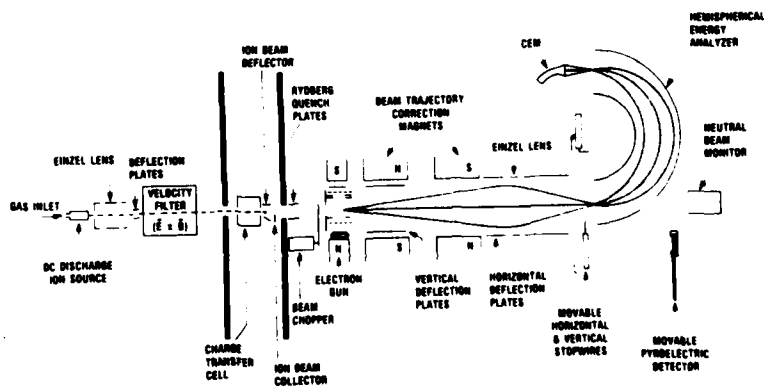 HEMISPHERICAL
ENERGY
ANALYZER
CEM
ION BEAM
DEFLECTOR
RYDBERG
QUENCH
PLATES
BEAM TRAJECTORY
CORRECTION
MAGNETS
NEUTRAL
BEAM
MONITOR
EINZEL LENS
DEFLECTION
PLATES
VELOCITY
FILTER
(E x B)
GAS INLET
DC DISCHARGE
ION SOURCE
S
N
S
EINZEL LENS
N
S
N
ELECTRON
GUN
BEAM
CHOPPER
VERTICAL
DEFLECTION
PLATES
HORIZONTAL
DEFLECTION
PLATES
CHARGE
TRANSFER
CELL
ION BEAM
COLLECTOR
MOVABLE
HORIZONTAL
& VERTICAL
STOPWIRES
MOVABLE
PYROELECTRIC
DETECTOR